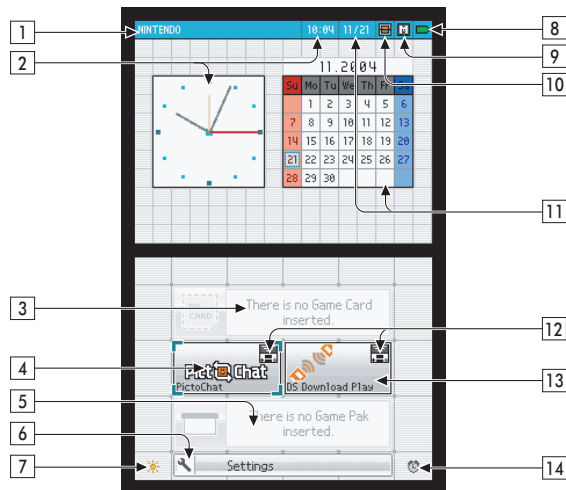 1
2
3
4
5
6
7
8
9
10
11
12
13
14
NINTENDO 10:04 11/21 M
11.2004
Su Mo Tu We Th Fr Sa
1 2 3 4 5 6
7 8 9 10 11 12 13
14 15 16 17 18 19 20
21 22 23 24 25 26 27
28 29 30
DS
CARD
There is no Game Card
inserted.
PictoChat
PictoChat
DS Download Play
There is no Game Pak
inserted.
Settings